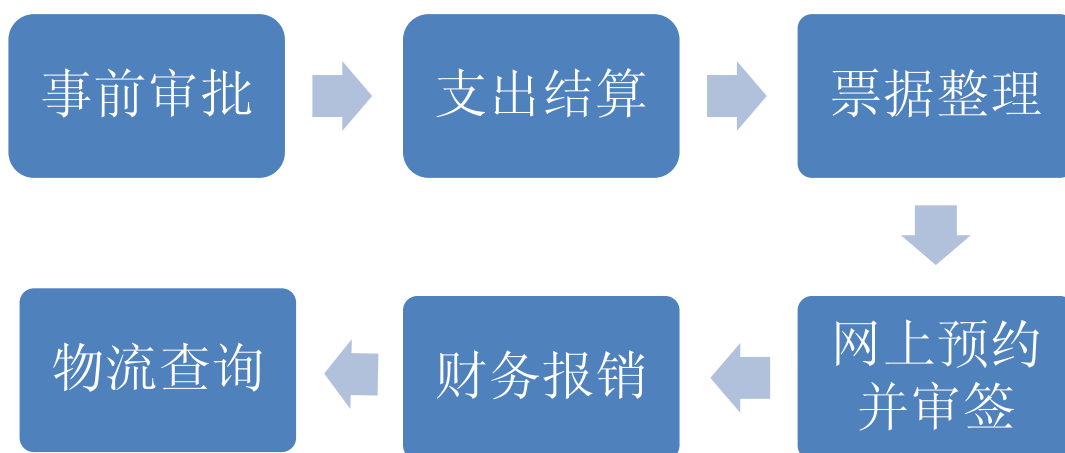 事前审批
支出结算
票据整理
网上预约
并审签
财务报销
物流查询